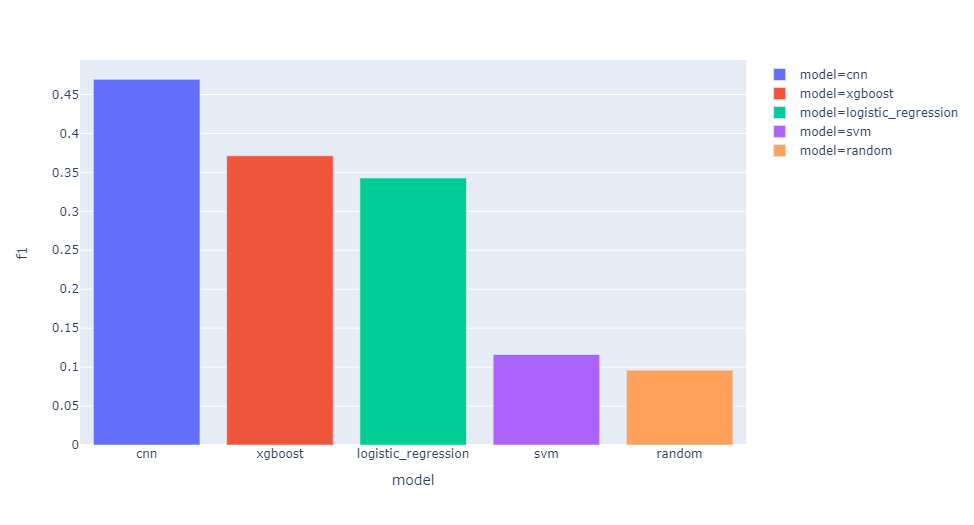 0.45
0.4
0.35
0.3
0.25
0.2
0.15
0.1
0.05
0
f1
cnn
xgboost
logistic_regression
svm
random
model
model=cnn
model=xgboost
model=logistic_regression
model=svm
model=random